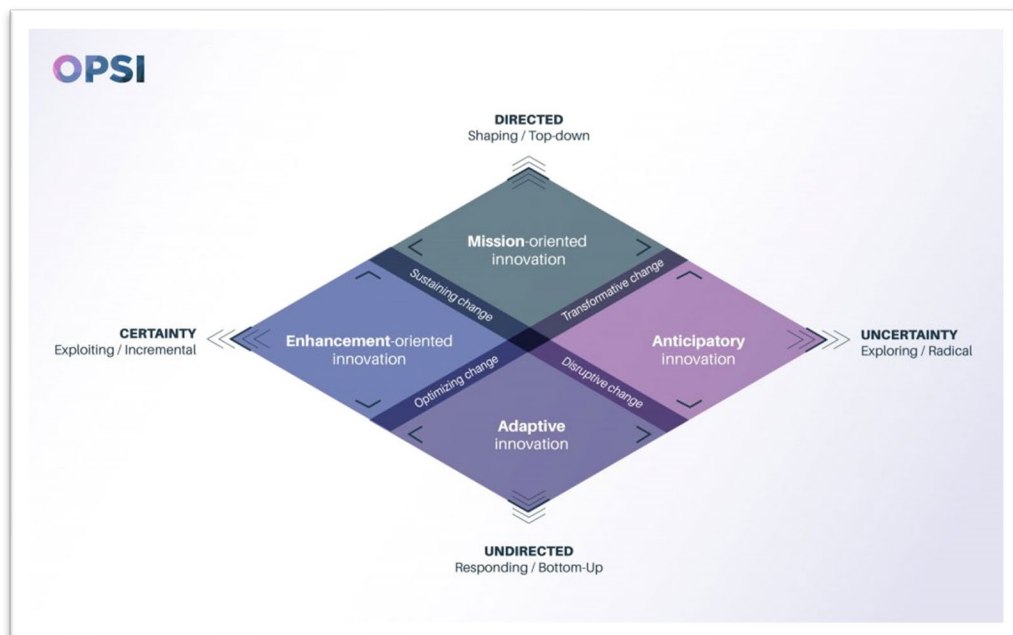 OPSI
DIRECTED
Shaping / Top-down
Mission-oriented
innovation
Sustaining change
Transformative change
CERTAINTY
Exploiting / Incremental
Enhancement-oriented
innovation
Anticipatory
innovation
UNCERTAINTY
Exploring / Radical
Optimizing change
Disruptive change
Adaptive
innovation
UNDIRECTED
Responding / Bottom-Up